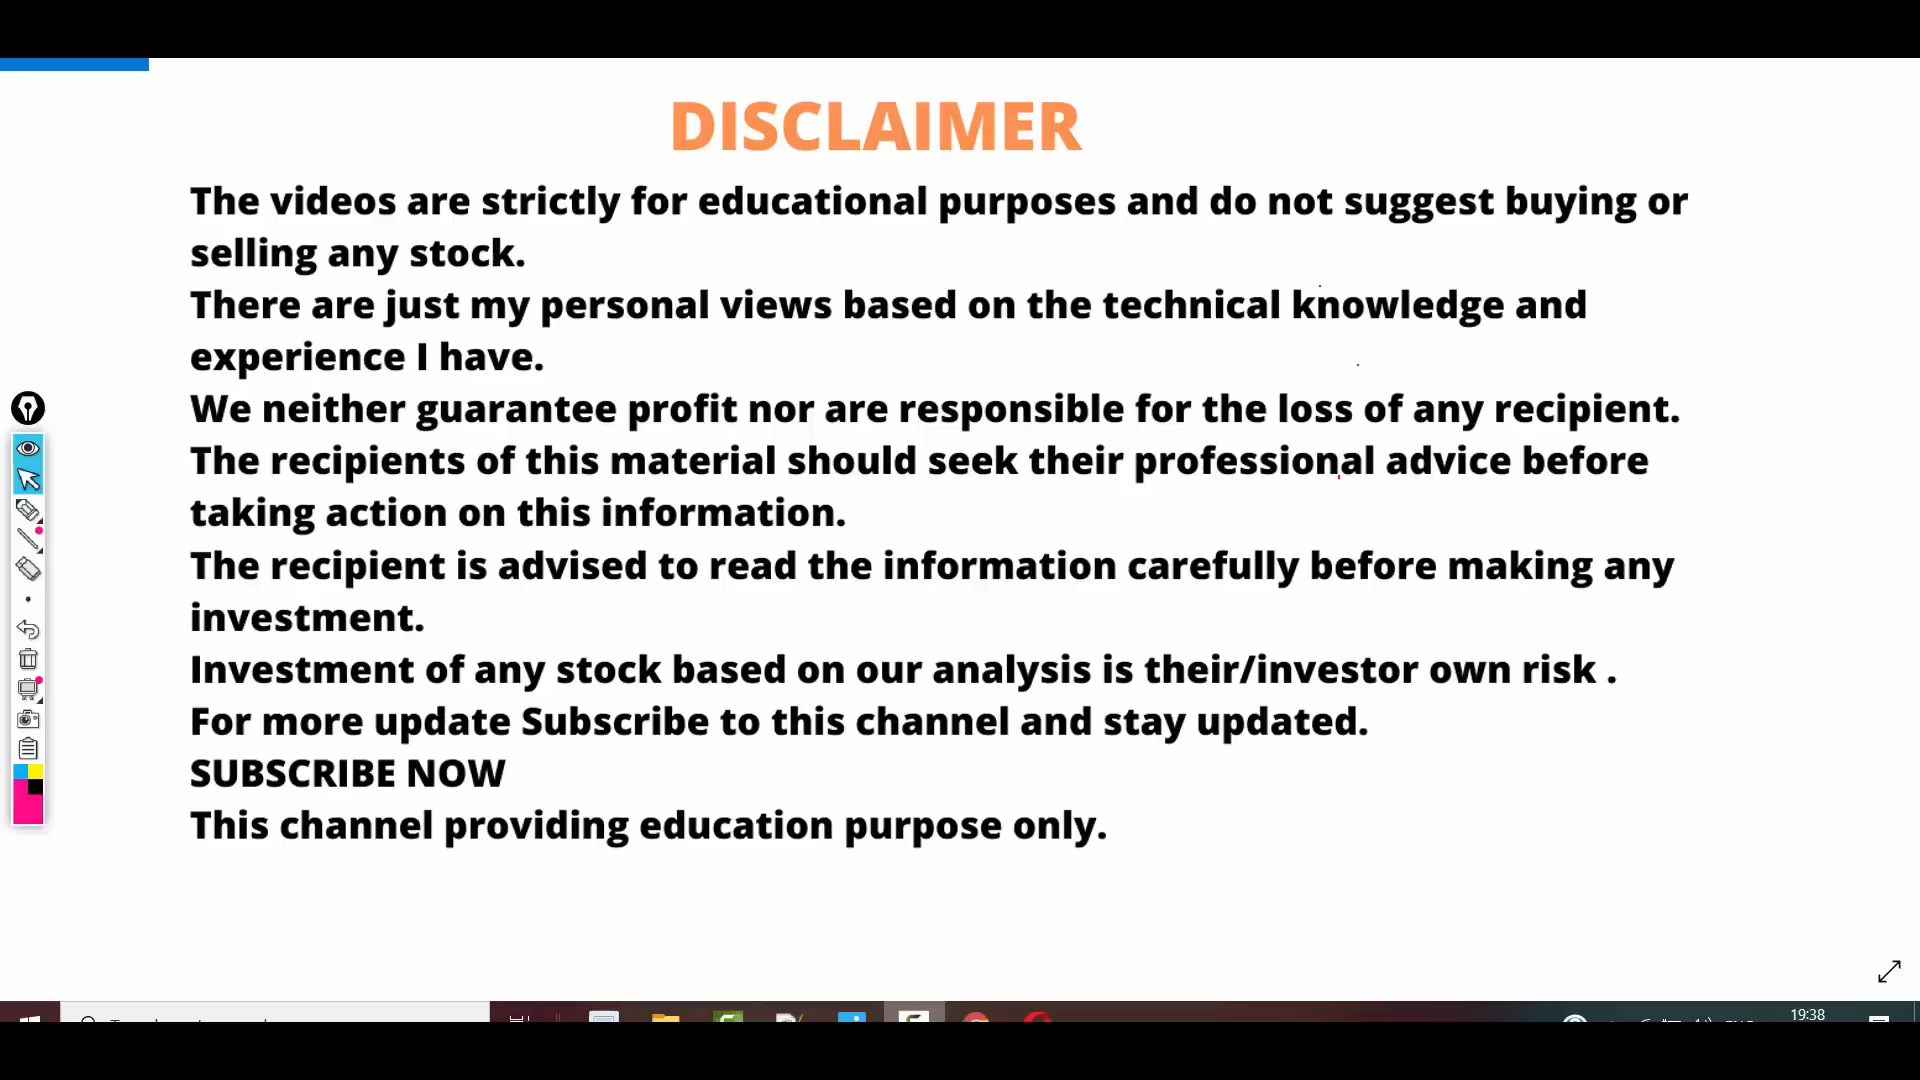 DISCLAIMER
The videos are strictly for educational purposes and do not suggest buying or
selling any stock.
There are just my personal views based on the technical knowledge and
experience I have.
We neither guarantee profit nor are responsible for the loss of any recipient.
The recipients of this material should seek their professional advice before
taking action on this information.
The recipient is advised to read the information carefully before making any
investment.
Investment of any stock based on our analysis is their/investor own risk .
For more update Subscribe to this channel and stay updated.
SUBSCRIBE NOW
This channel providing education purpose only.
19:38